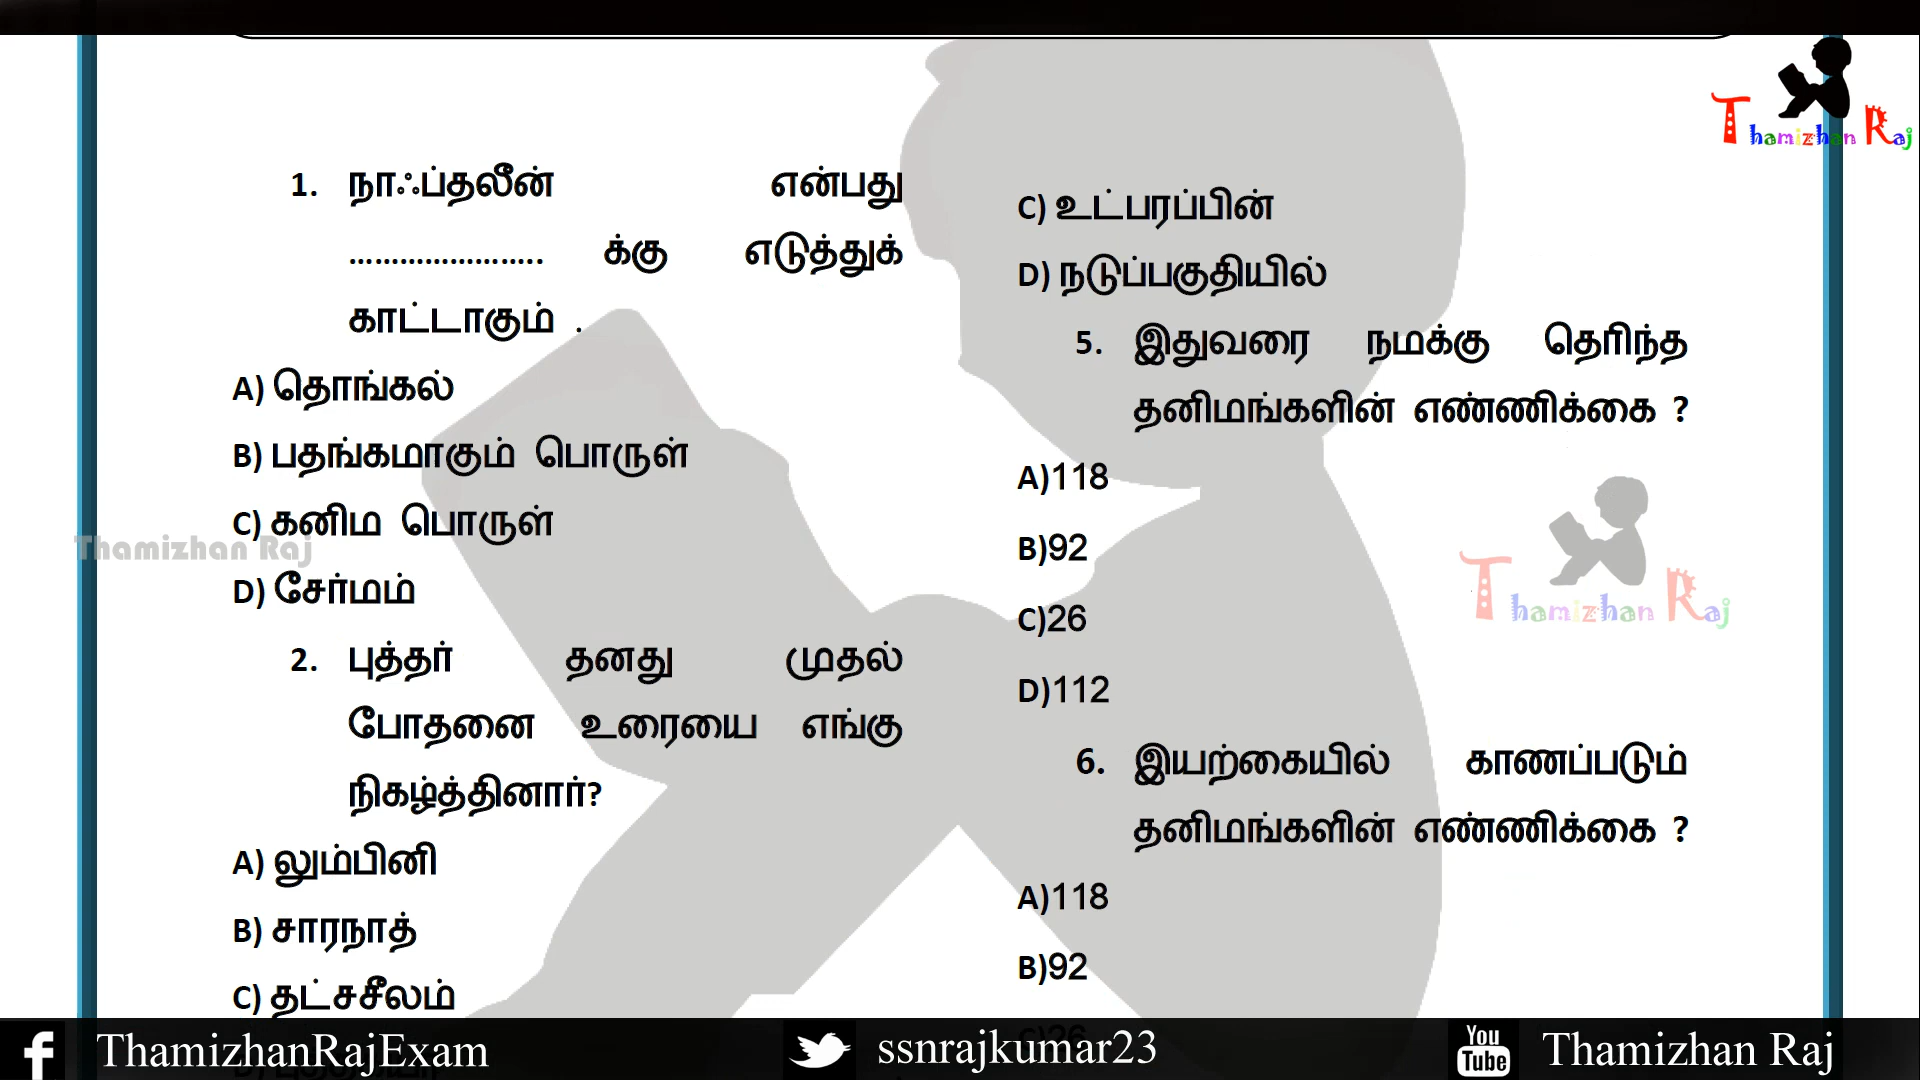 1. நாஃப்தலீன் என்பது
………………….. க்கு எடுத்துக்
காட்டாகும் .
A) தொங்கல்
B) பதங்கமாகும் பொருள்
C) கனிம பொருள்
D) சேர்மம்
2. புத்தர் தனது முதல்
போதனை உரையை எங்கு
நிகழ்த்தினார்?
A) லும்பினி
B) சாரநாத்
C) தட்சசீலம்
C) உட்பரப்பின்
D) நடுப்பகுதியில்
5. இதுவரை நமக்கு தெரிந்த
தனிமங்களின் எண்ணிக்கை ?
A)118
B)92
C)26
D)112
6. இயற்கையில் காணப்படும்
தனிமங்களின் எண்ணிக்கை ?
A)118
B)92
C)26
Thamizhan Raj
Thamizhan Raj
Thamizhan Raj
ThamizhanRajExam
ssnrajkumar23
You
Tube
Thamizhan Raj